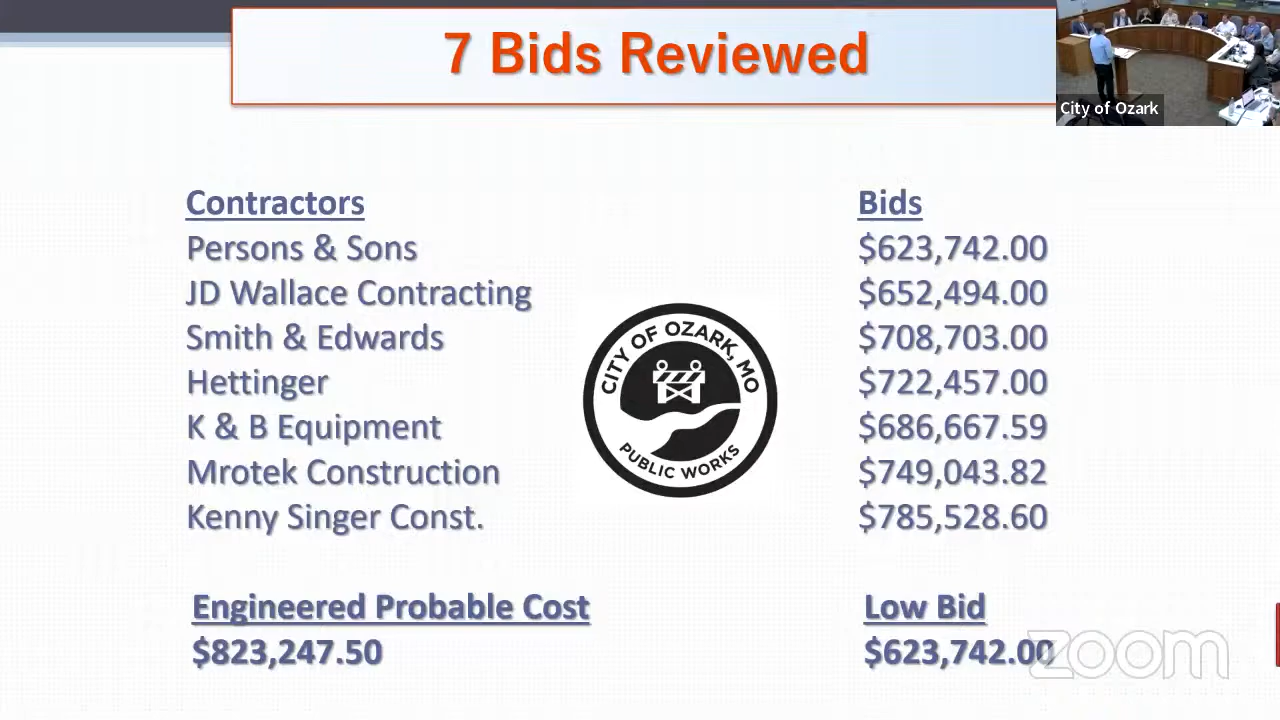 7 Bids Reviewed
City of Ozark
Contractors Bids
Persons & Sons $623,742.00
JD Wallace Contracting $652,494.00
Smith & Edwards $708,703.00
Hettinger $722,457.00
K & B Equipment $686,667.59
Mrotek Construction $749,043.82
Kenny Singer Const. $785,528.60
CITY OF OZARK, MO
PUBLIC WORKS
Engineered Probable Cost Low Bid
$823,247.50 $623,742.00
zoom